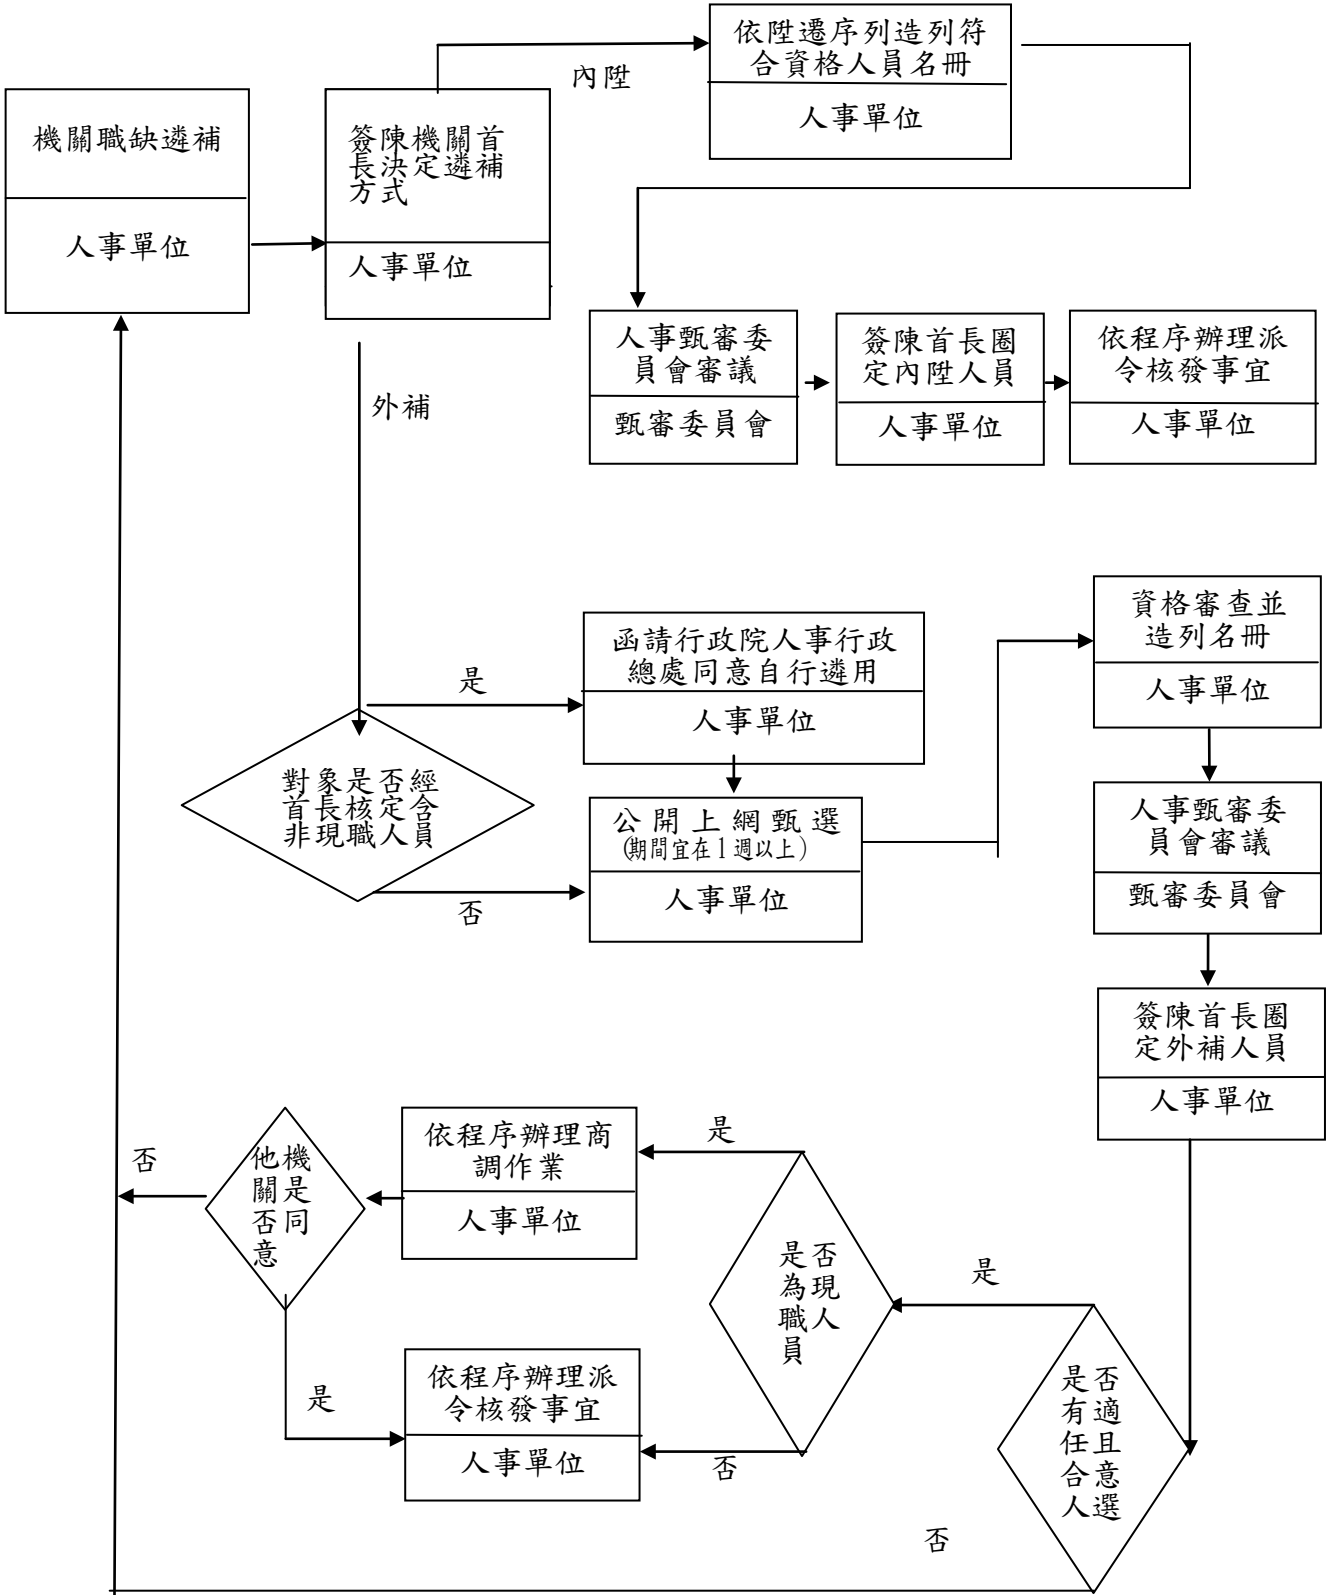 依陞遷序列造列符
合資格人員名冊
人事單位
內陞
機關職缺遴補
人事單位
簽陳機關首
長決定遴補
方式
人事單位
外補
人事甄審委
員會審議
甄審委員會
簽陳首長圈
定內陞人員
人事單位
依程序辦理派
令核發事宜
人事單位
函請行政院人事行政
總處同意自行遴用
人事單位
是
對象是否經
首長核定含
非現職人員
否
公開上網甄選
(期間宜在1週以上)
人事單位
資格審查並
造列名冊
人事單位
人事甄審委
員會審議
甄審委員會
簽陳首長圈
定外補人員
人事單位
否
他機
關是
否同
意
依程序辦理商
調作業
人事單位
是
是否
為現
職人
員
是
是
依程序辦理派
令核發事宜
人事單位
否
是否
有適
任且
合意
人選
否